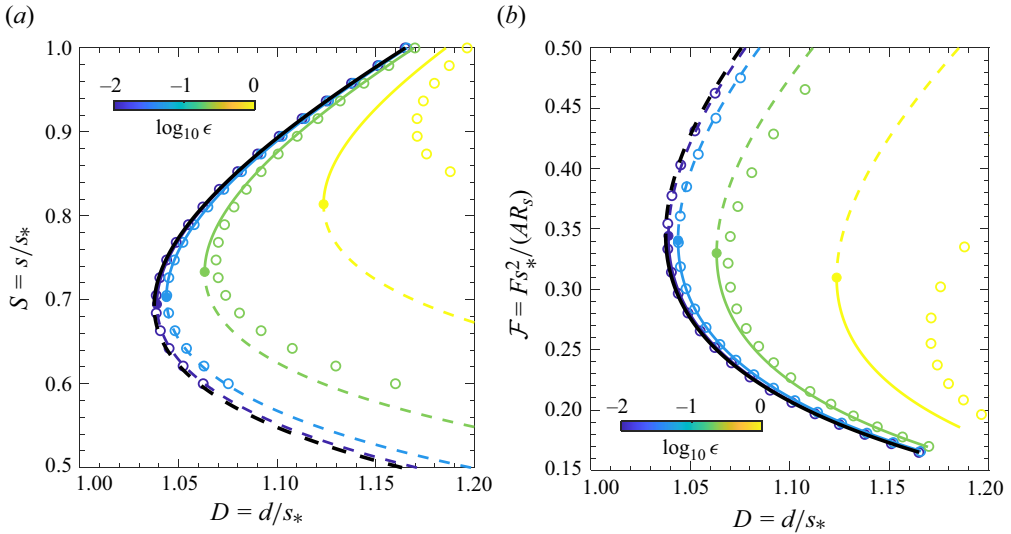 (a)
1.0
0.9
0.8
0.7
0.6
0.5
S = s/s*
−2 −1 0
log10 ϵ
1.00 1.05 1.10 1.15 1.20
D = d/s*
(b)
0.50
0.45
0.40
0.35
0.30
0.25
0.20
0.15
ℱ = Fs*²/(ARs)
−2 −1 0
log10 ϵ
1.00 1.05 1.10 1.15 1.20
D = d/s*